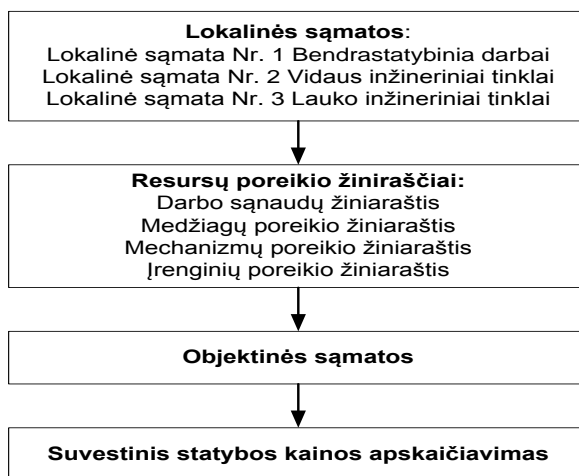 Lokalinės sąmatos:
Lokalinė sąmata Nr. 1 Bendrastatybinia darbai
Lokalinė sąmata Nr. 2 Vidaus inžineriniai tinklai
Lokalinė sąmata Nr. 3 Lauko inžineriniai tinklai
Resursų poreikio žiniraščiai:
Darbo sąnaudų žiniaraštis
Medžiagų poreikio žiniaraštis
Mechanizmų poreikio žiniaraštis
Įrenginių poreikio žiniaraštis
Objektinės sąmatos
Suvestinis statybos kainos apskaičiavimas